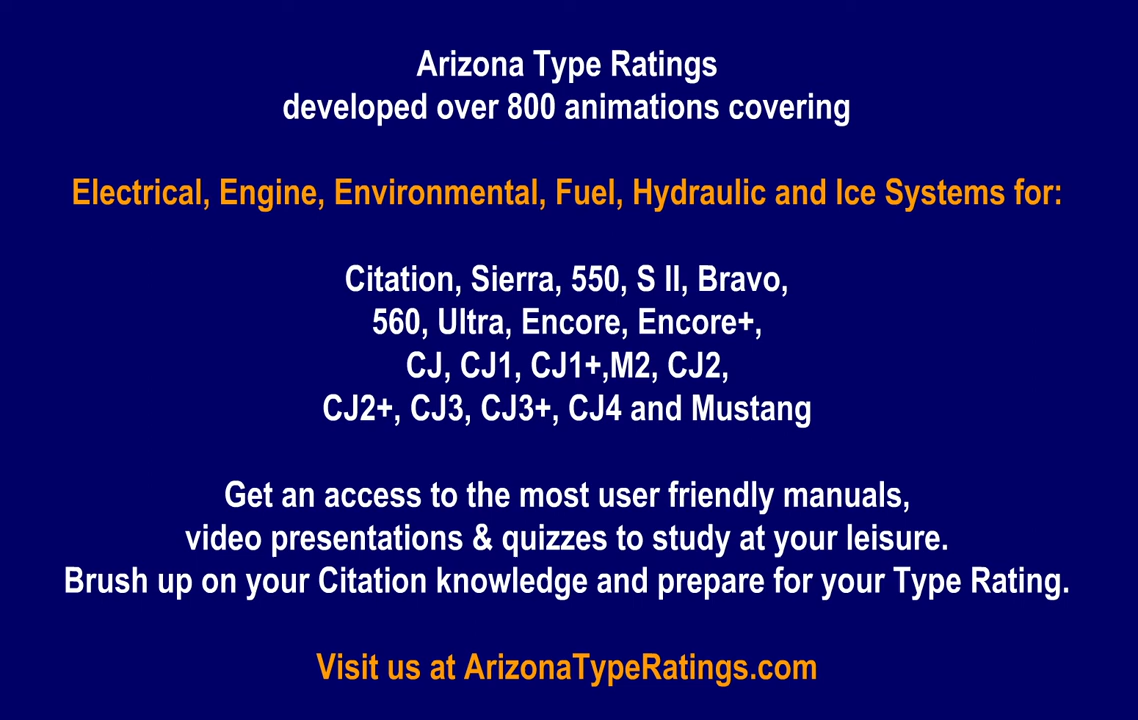 Arizona Type Ratings
developed over 800 animations covering
Electrical, Engine, Environmental, Fuel, Hydraulic and Ice Systems for:
Citation, Sierra, 550, S II, Bravo,
560, Ultra, Encore, Encore+,
CJ, CJ1, CJ1+,M2, CJ2,
CJ2+, CJ3, CJ3+, CJ4 and Mustang
Get an access to the most user friendly manuals,
video presentations & quizzes to study at your leisure.
Brush up on your Citation knowledge and prepare for your Type Rating.
Visit us at ArizonaTypeRatings.com